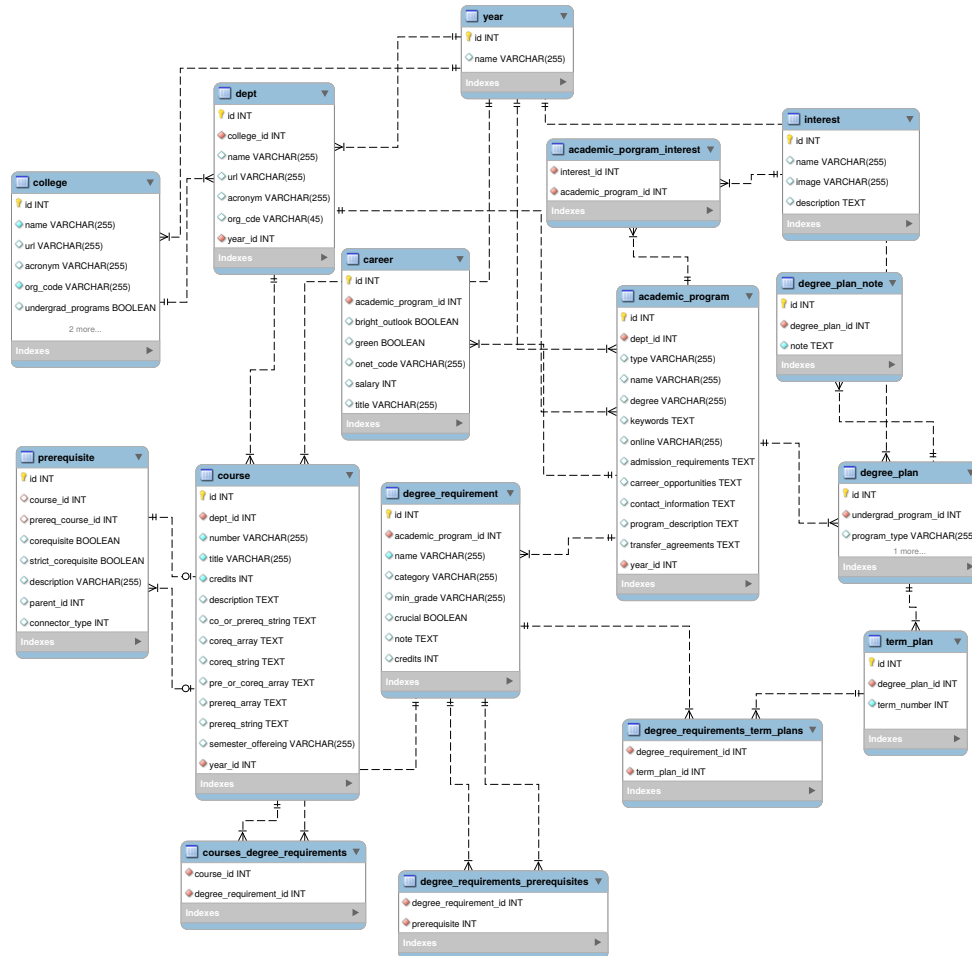 year
id INT
name VARCHAR(255)
Indexes
dept
id INT
college_id INT
name VARCHAR(255)
url VARCHAR(255)
acronym VARCHAR(255)
org_cde VARCHAR(45)
year_id INT
Indexes
interest
id INT
name VARCHAR(255)
image VARCHAR(255)
description TEXT
Indexes
academic_porgram_interest
interest_id INT
academic_program_id INT
Indexes
college
id INT
name VARCHAR(255)
url VARCHAR(255)
acronym VARCHAR(255)
org_code VARCHAR(255)
undergrad_programs BOOLEAN
2 more...
Indexes
career
id INT
academic_program_id INT
bright_outlook BOOLEAN
green BOOLEAN
onet_code VARCHAR(255)
salary INT
title VARCHAR(255)
Indexes
academic_program
id INT
dept_id INT
type VARCHAR(255)
name VARCHAR(255)
degree VARCHAR(255)
keywords TEXT
online VARCHAR(255)
admission_requirements TEXT
carreer_opportunities TEXT
contact_information TEXT
program_description TEXT
transfer_agreements TEXT
year_id INT
Indexes
degree_plan_note
id INT
degree_plan_id INT
note TEXT
Indexes
prerequisite
id INT
course_id INT
prereq_course_id INT
corequisite BOOLEAN
strict_corequisite BOOLEAN
description VARCHAR(255)
parent_id INT
connector_type INT
Indexes
course
id INT
dept_id INT
number VARCHAR(255)
title VARCHAR(255)
credits INT
description TEXT
co_or_prereq_string TEXT
coreq_array TEXT
coreq_string TEXT
pre_or_coreq_array TEXT
prereq_array TEXT
prereq_string TEXT
semester_offereing VARCHAR(255)
year_id INT
Indexes
degree_requirement
id INT
academic_program_id INT
name VARCHAR(255)
category VARCHAR(255)
min_grade VARCHAR(255)
crucial BOOLEAN
note TEXT
credits INT
Indexes
degree_plan
id INT
undergrad_program_id INT
program_type VARCHAR(255)
1 more...
Indexes
term_plan
id INT
degree_plan_id INT
term_number INT
Indexes
degree_requirements_term_plans
degree_requirement_id INT
term_plan_id INT
Indexes
courses_degree_requirements
course_id INT
degree_requirement_id INT
Indexes
degree_requirements_prerequisites
degree_requirement_id INT
prerequisite INT
Indexes